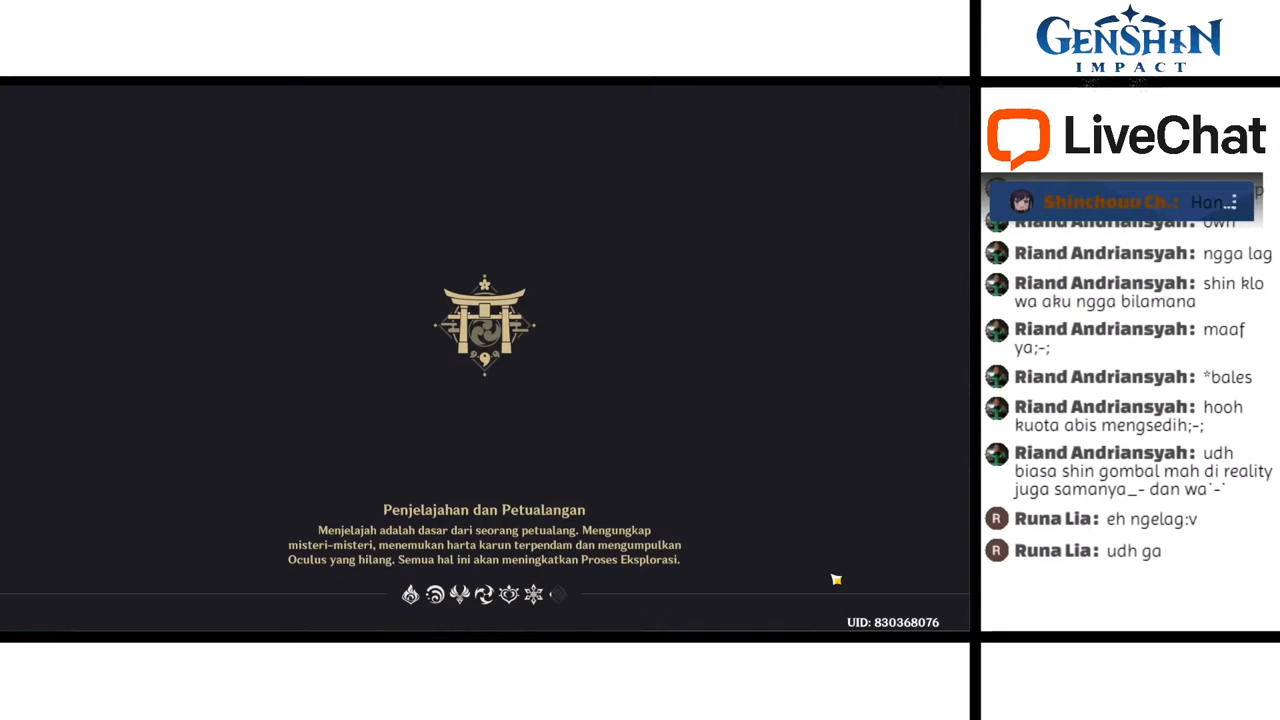 GENSHIN
IMPACT
LiveChat
Shinchouu Ch.: Han...
own
Riand Andriansyah: ngga lag
Riand Andriansyah: shin klo
wa aku ngga bilamana
Riand Andriansyah: maaf
ya;-;
Riand Andriansyah: *bales
Riand Andriansyah: hooh
kuota abis mengsedih;-;
Riand Andriansyah: udh
biasa shin gombal mah di reality
juga samanya_- dan wa`-`
Runa Lia: eh ngelag:v
Runa Lia: udh ga
Penjelajahan dan Petualangan
Menjelajah adalah dasar dari seorang petualang. Mengungkap
misteri-misteri, menemukan harta karun terpendam dan mengumpulkan
Oculus yang hilang. Semua hal ini akan meningkatkan Proses Eksplorasi.
UID: 830368076